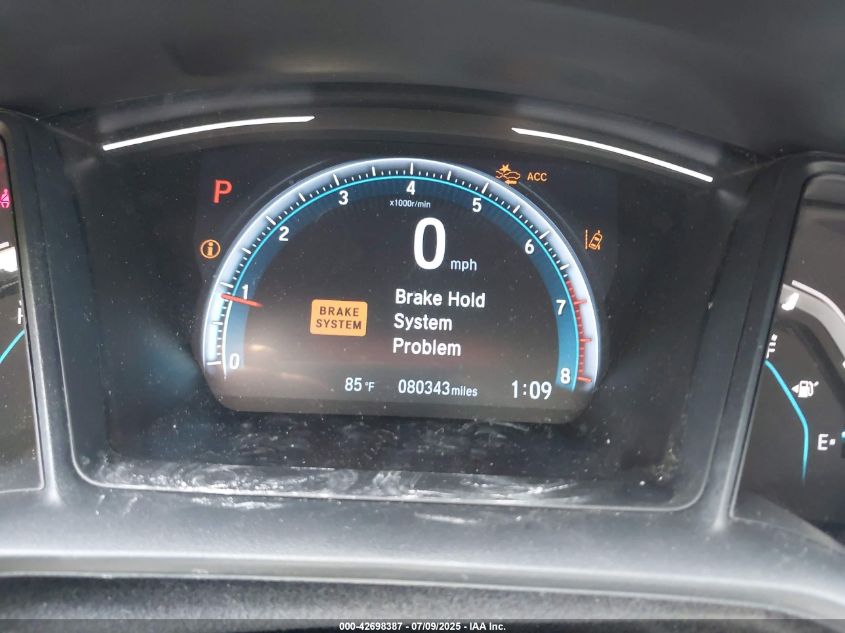 P
ACC
4
3
5
x1000r/min
2
6
0
mph
1
7
BRAKE
SYSTEM
Brake Hold
System
Problem
0
8
85°F
080343 miles
1:09
H
F
E
000-42698387 - 07/09/2025 - IAA Inc.